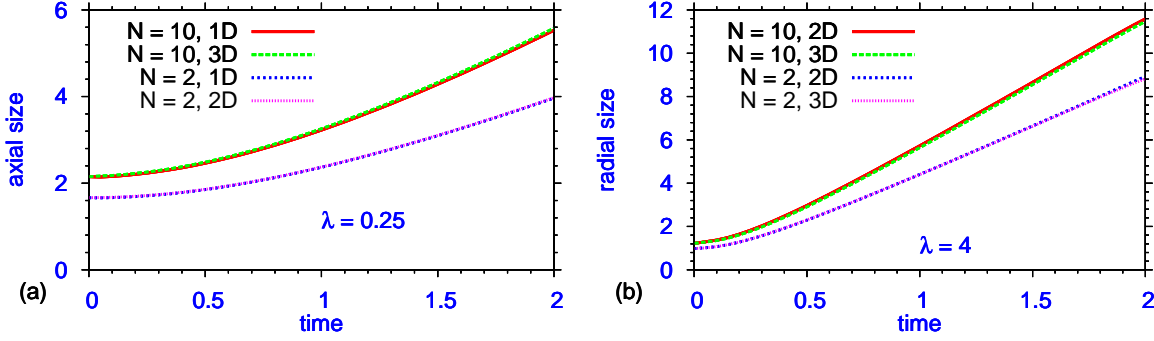 6
4
2
0
axial size
N = 10, 1D
N = 10, 3D
N = 2, 1D
N = 2, 2D
λ = 0.25
(a)
0 0.5 1 1.5 2
time
12
10
8
6
4
2
0
radial size
N = 10, 2D
N = 10, 3D
N = 2, 2D
N = 2, 3D
λ = 4
(b)
0 0.5 1 1.5 2
time